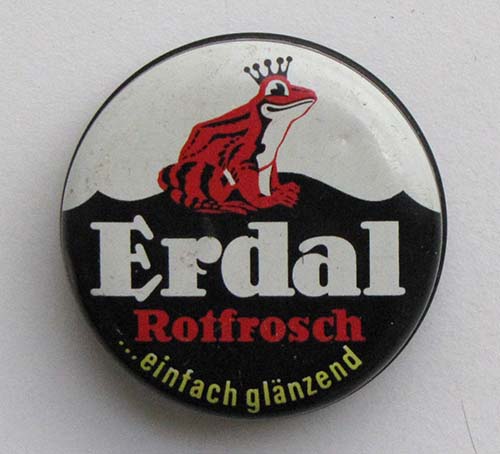 Erdal
Rotfrosch
...einfach glänzend